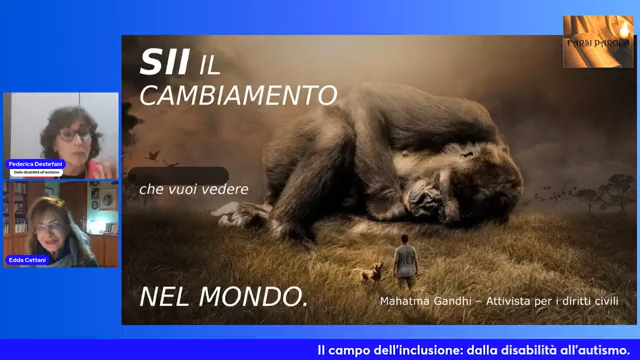 FARSI PAROLA
SII IL
CAMBIAMENTO
che vuoi vedere
NEL MONDO.
Mahatma Gandhi – Attivista per i diritti civili
Federica Destefani
Dalla disabilità all'autismo
Edda Cattani
Il campo dell'inclusione: dalla disabilità all'autismo.